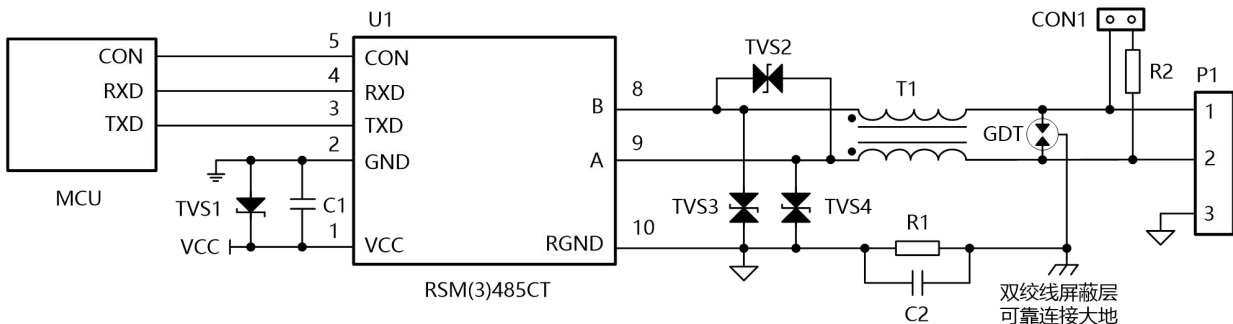 CON1
U1
TVS2
5
CON
CON
R2
P1
4
T1
RXD
RXD
8
3
B
1
TXD
TXD
GDT
2
9
GND
A
2
MCU
TVS1
C1
TVS3
TVS4
R1
3
1
10
VCC
VCC
RGND
RSM(3)485CT
C2
双绞线屏蔽层
可靠连接大地